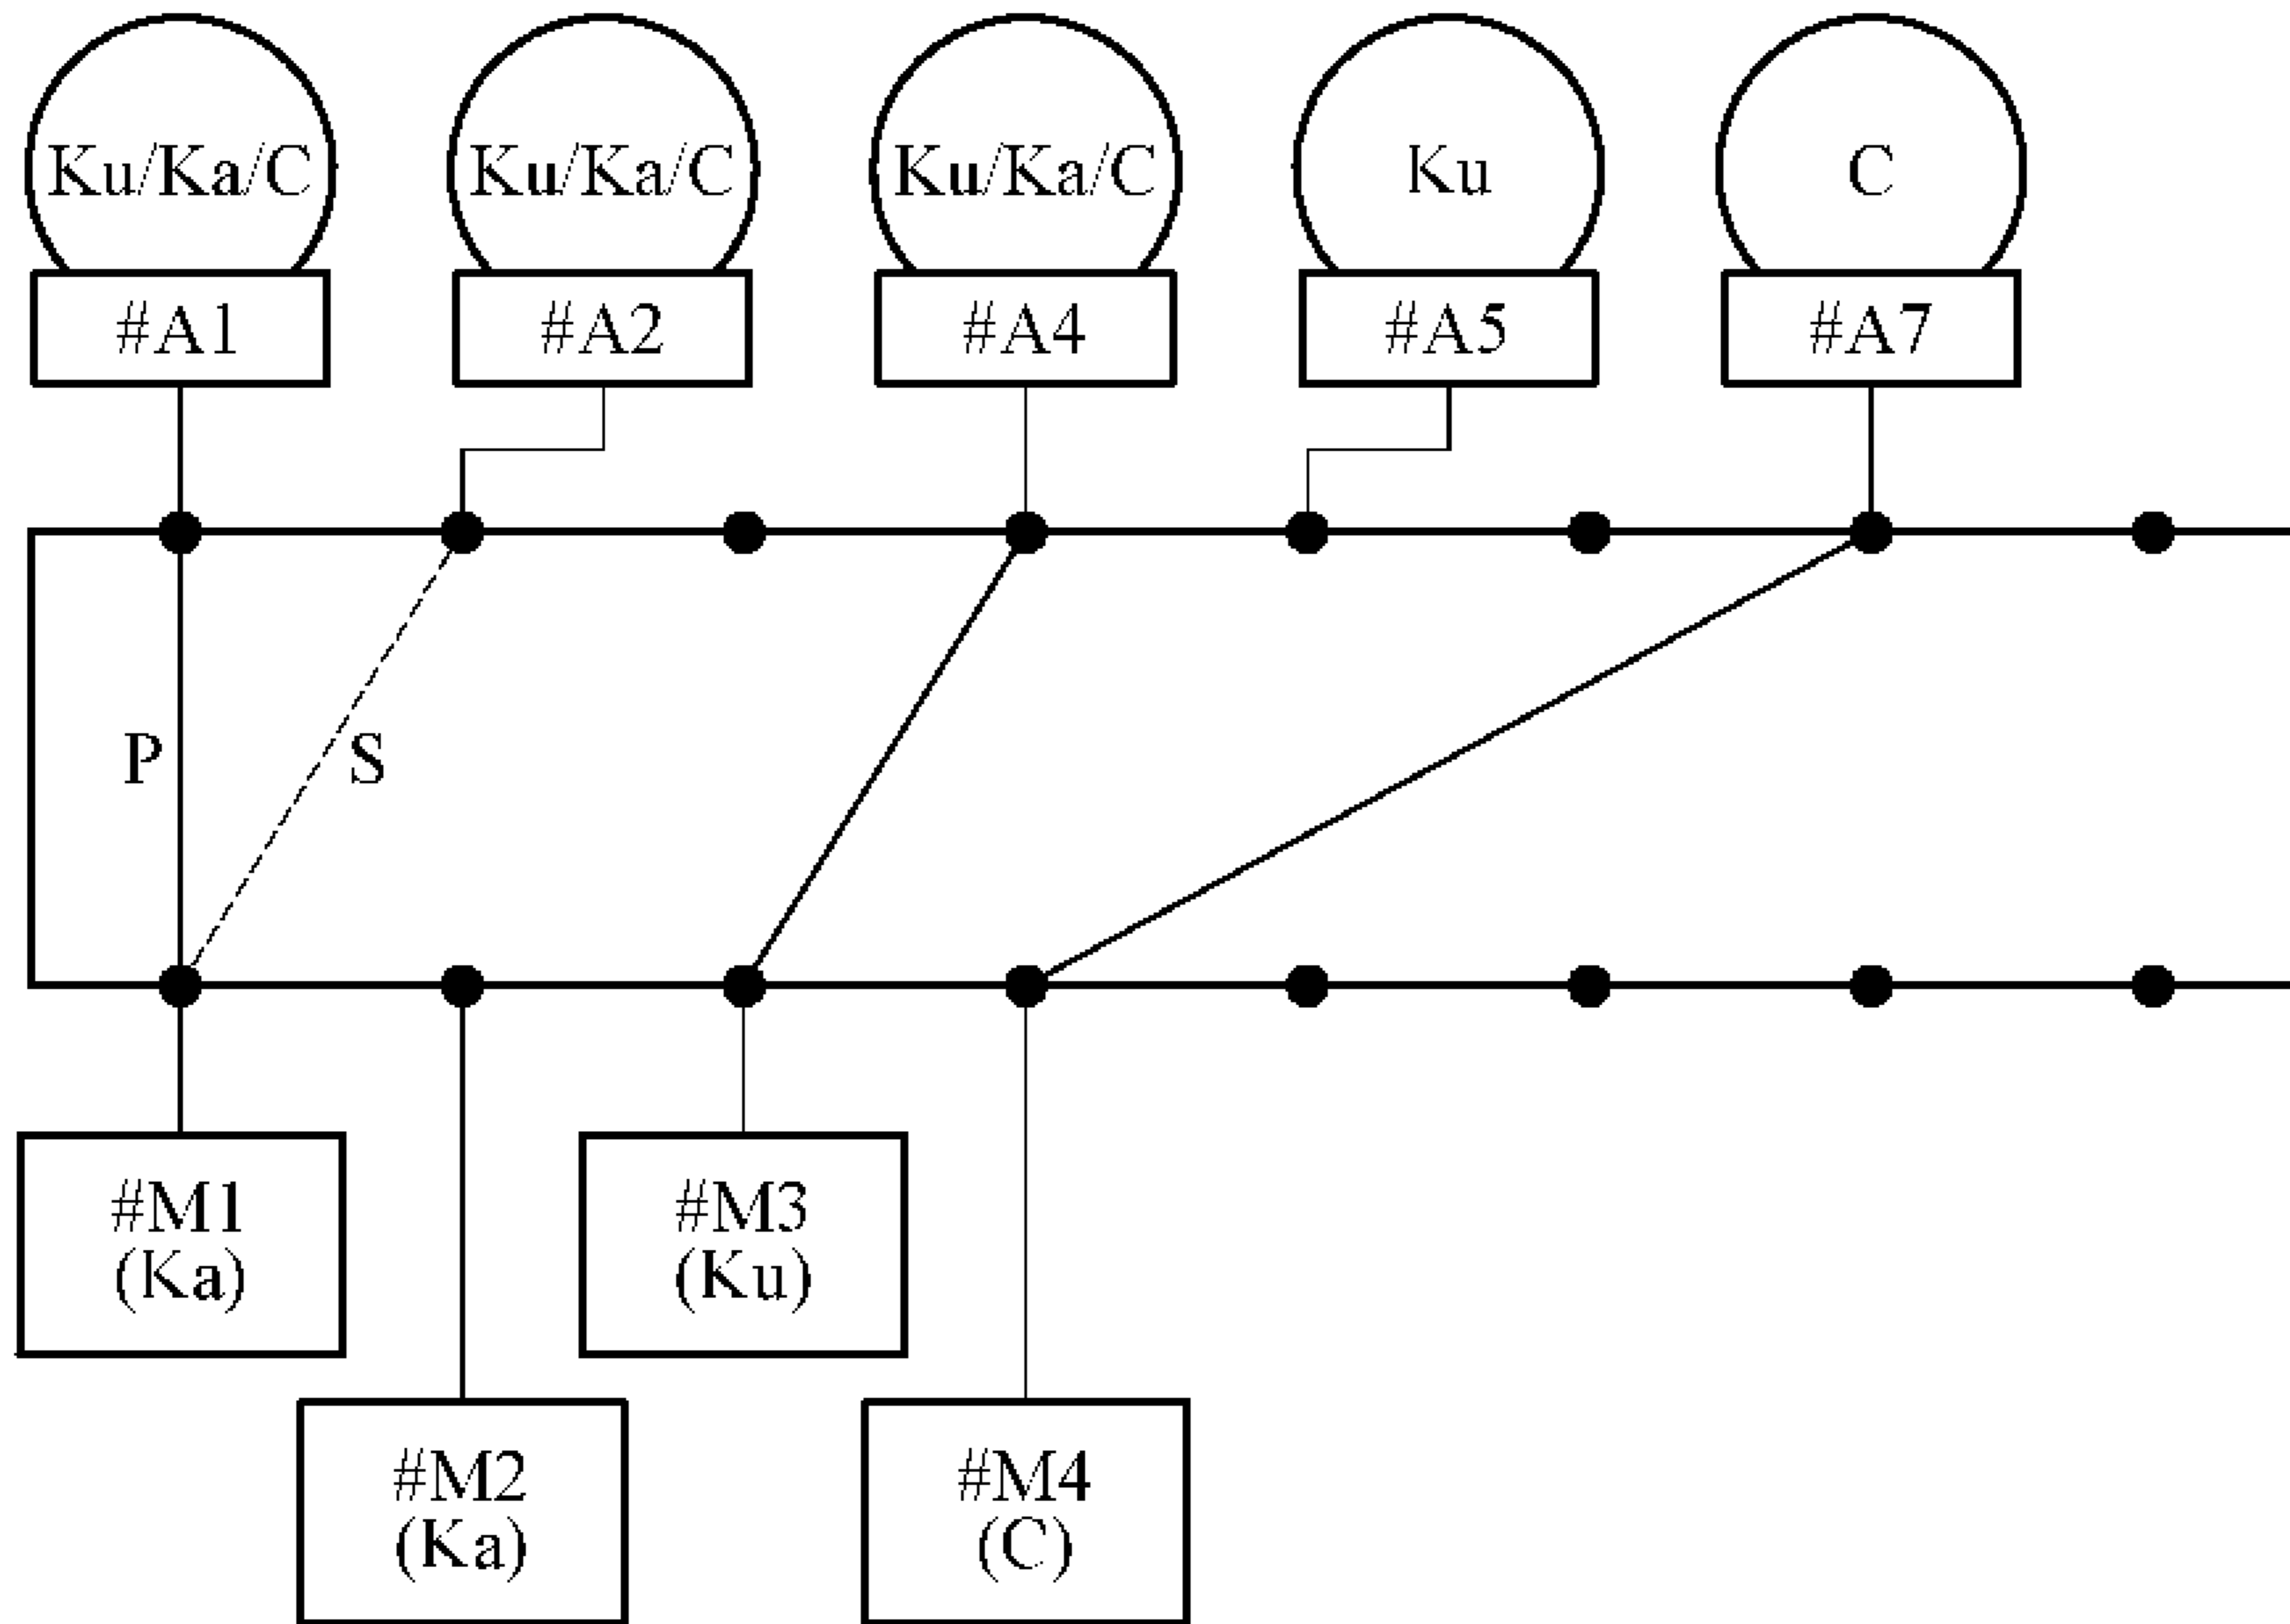 Ku/Ka/C
Ku/Ka/C
Ku/Ka/C
Ku
C
#A1
#A2
#A4
#A5
#A7
P
S
#M1
(Ka)
#M3
(Ku)
#M2
(Ka)
#M4
(C)